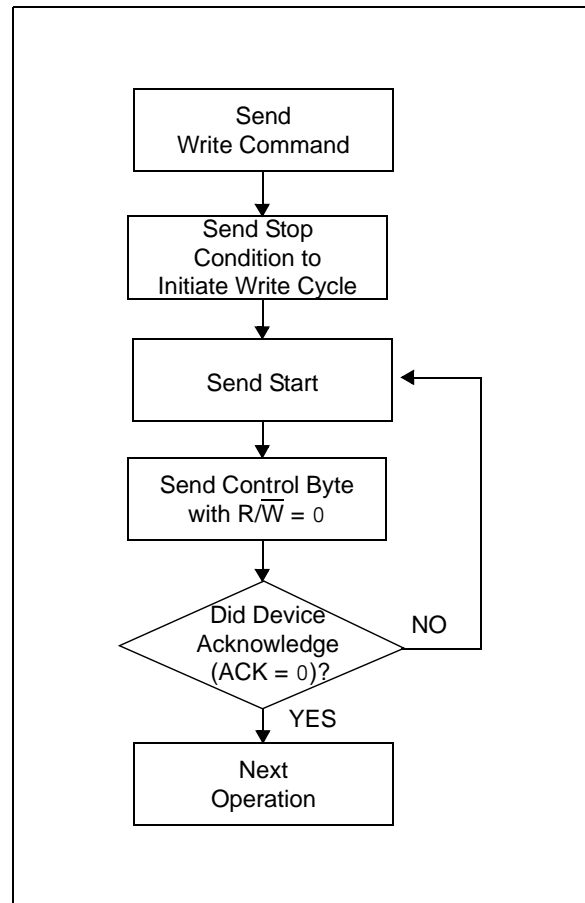 Send
Write Command
Send Stop
Condition to
Initiate Write Cycle
Send Start
Send Control Byte
with R/W̅ = 0
Did Device
Acknowledge
(ACK = 0)?
NO
YES
Next
Operation